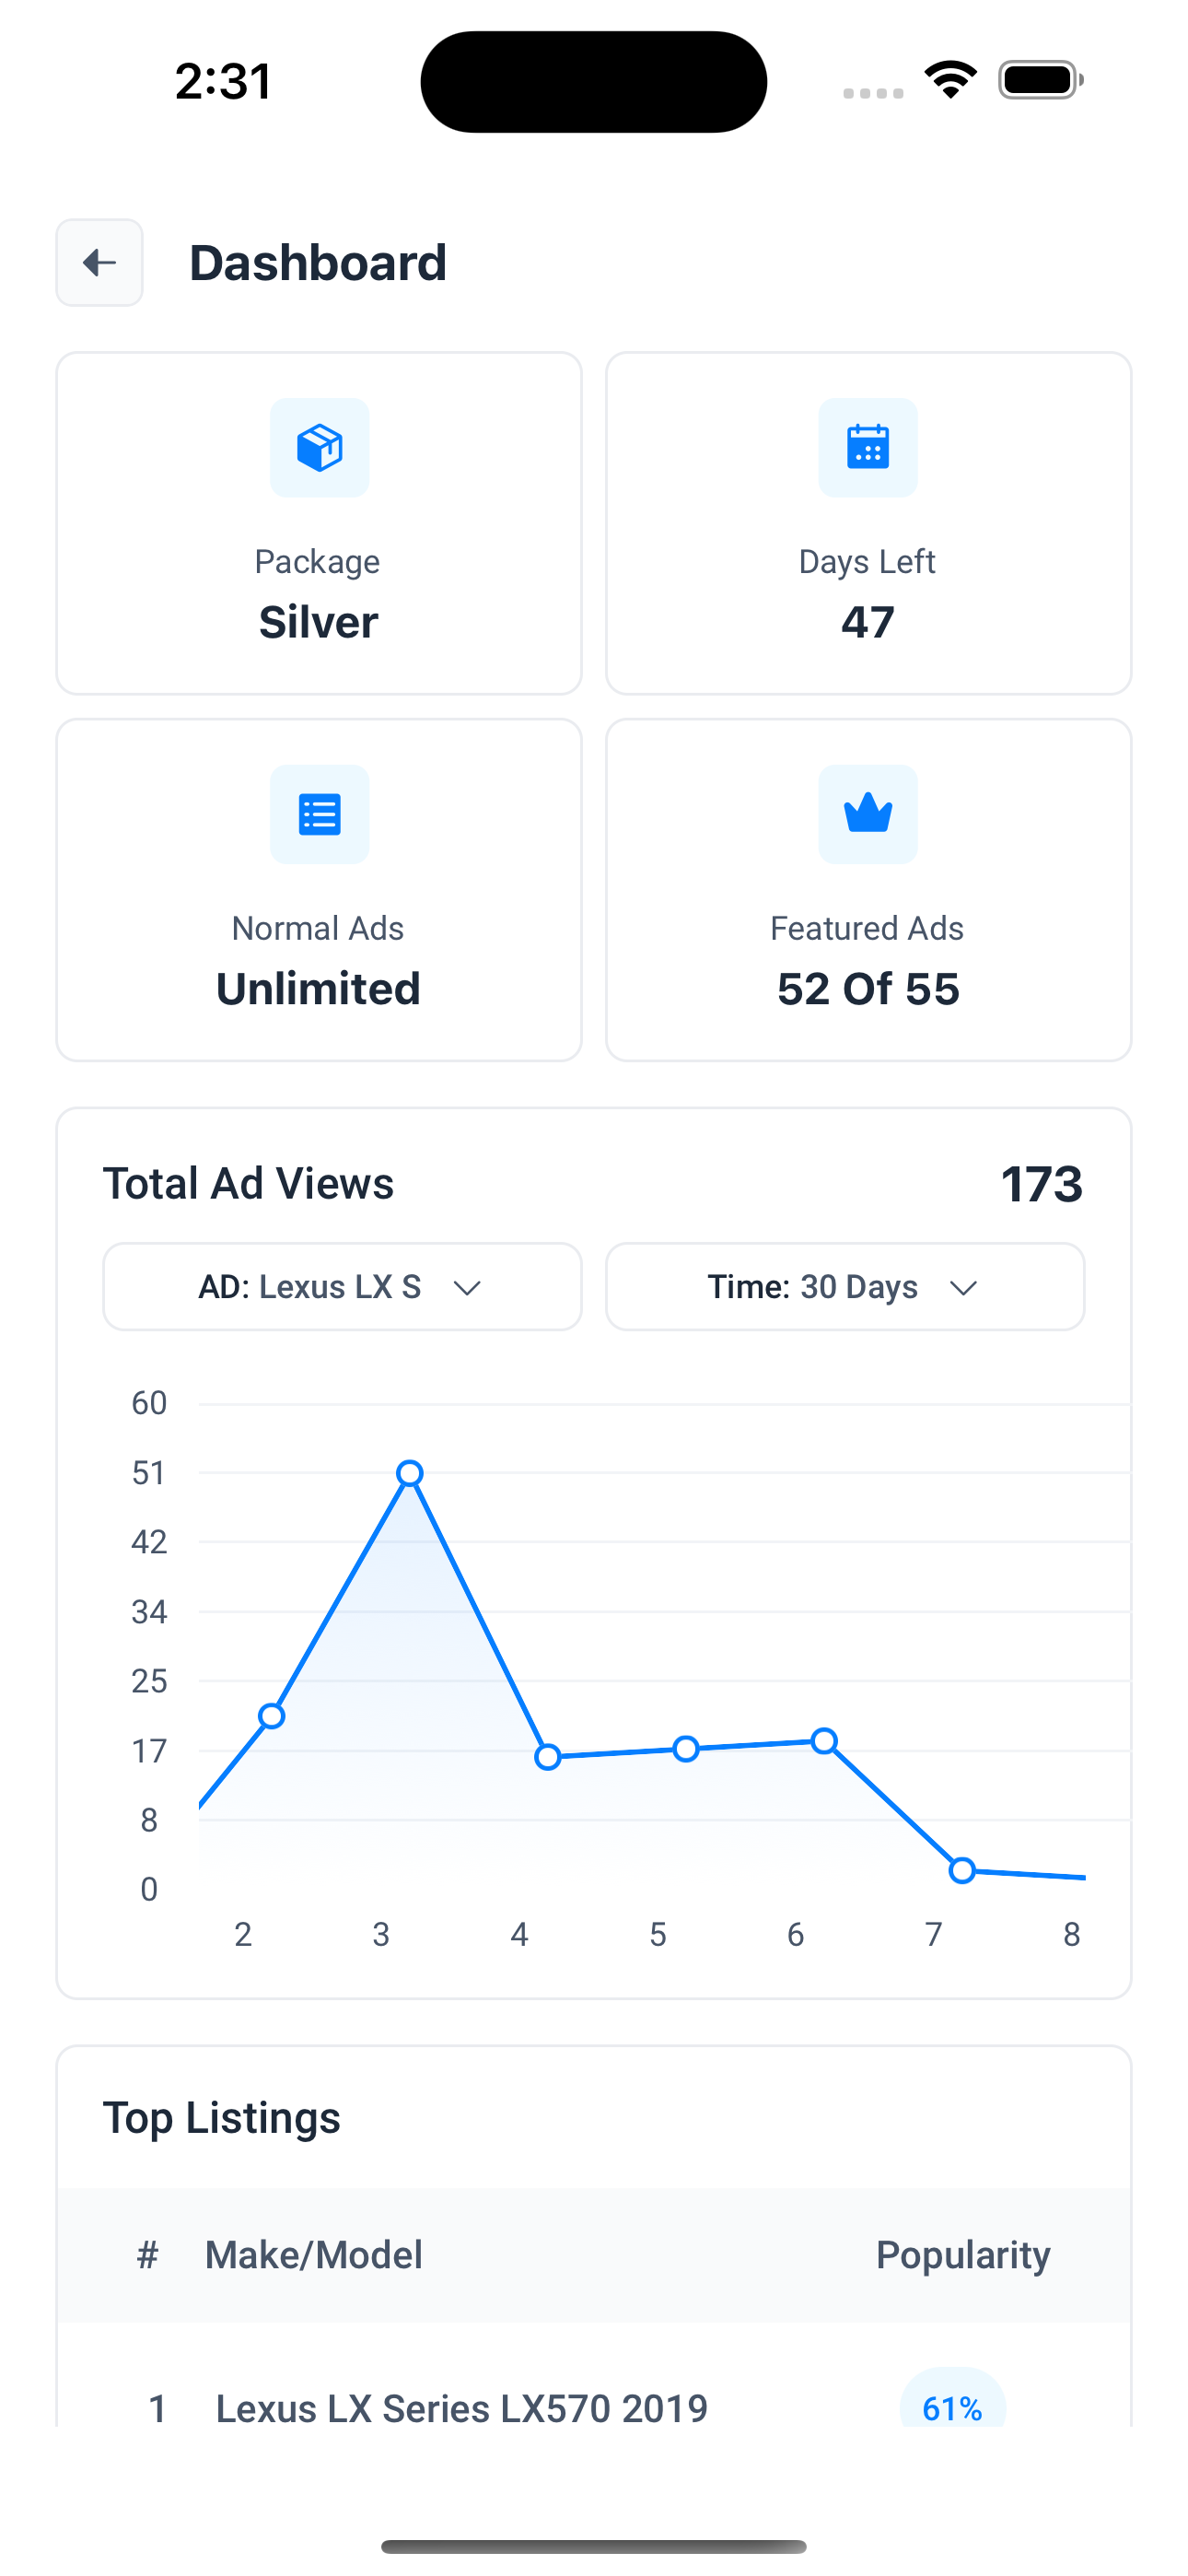 2:31
Dashboard
Package
Silver
Days Left
47
Normal Ads
Unlimited
Featured Ads
52 Of 55
Total Ad Views
173
AD: Lexus LX S
Time: 30 Days
60
51
42
34
25
17
8
0
2 3 4 5 6 7 8
Top Listings
# Make/Model Popularity
1 Lexus LX Series LX570 2019 61%